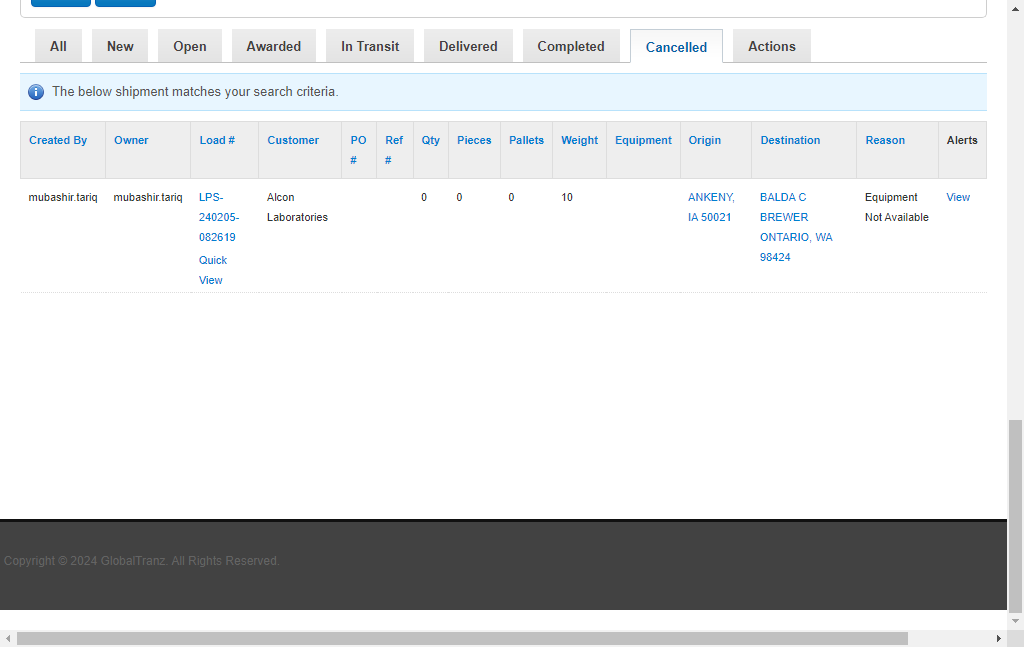 All New Open Awarded In Transit Delivered Completed Cancelled Actions
The below shipment matches your search criteria.
Created By Owner Load # Customer PO # Ref # Qty Pieces Pallets Weight Equipment Origin Destination Reason Alerts
mubashir.tariq mubashir.tariq LPS- Alcon 0 0 0 10 ANKENY, BALDA C Equipment View
240205- Laboratories IA 50021 BREWER Not Available
082619 ONTARIO, WA
Quick 98424
View
Copyright © 2024 GlobalTranz. All Rights Reserved.